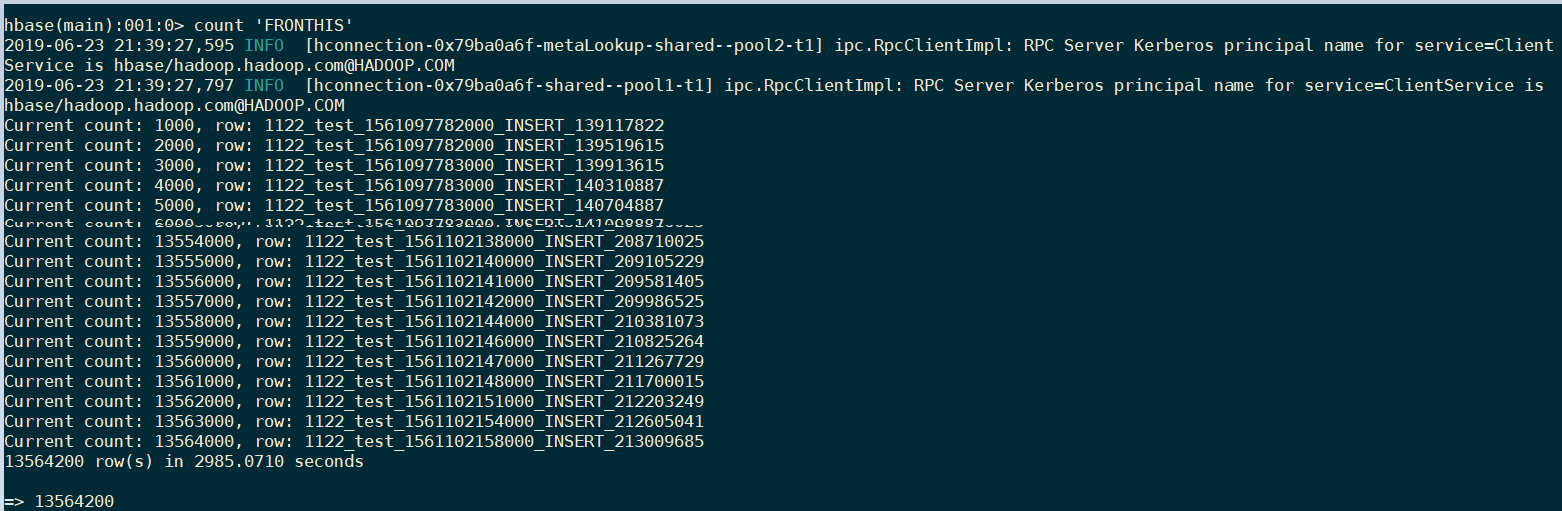 hbase(main):001:0> count 'FRONTHIS'
2019-06-23 21:39:27,595 INFO  [hconnection-0x79ba0a6f-metaLookup-shared--pool2-t1] ipc.RpcClientImpl: RPC Server Kerberos principal name for service=Client
Service is hbase/hadoop.hadoop.com@HADOOP.COM
2019-06-23 21:39:27,797 INFO  [hconnection-0x79ba0a6f-shared--pool1-t1] ipc.RpcClientImpl: RPC Server Kerberos principal name for service=ClientService is
hbase/hadoop.hadoop.com@HADOOP.COM
Current count: 1000, row: 1122_test_1561097782000_INSERT_139117822
Current count: 2000, row: 1122_test_1561097782000_INSERT_139519615
Current count: 3000, row: 1122_test_1561097783000_INSERT_139913615
Current count: 4000, row: 1122_test_1561097783000_INSERT_140310887
Current count: 5000, row: 1122_test_1561097783000_INSERT_140704887
Current count:
Current count: 13554000, row: 1122_test_1561102138000_INSERT_208710025
Current count: 13555000, row: 1122_test_1561102140000_INSERT_209105229
Current count: 13556000, row: 1122_test_1561102141000_INSERT_209581405
Current count: 13557000, row: 1122_test_1561102142000_INSERT_209986525
Current count: 13558000, row: 1122_test_1561102144000_INSERT_210381073
Current count: 13559000, row: 1122_test_1561102146000_INSERT_210825264
Current count: 13560000, row: 1122_test_1561102147000_INSERT_211267729
Current count: 13561000, row: 1122_test_1561102148000_INSERT_211700015
Current count: 13562000, row: 1122_test_1561102151000_INSERT_212203249
Current count: 13563000, row: 1122_test_1561102154000_INSERT_212605041
Current count: 13564000, row: 1122_test_1561102158000_INSERT_213009685
13564200 row(s) in 2985.0710 seconds
=> 13564200